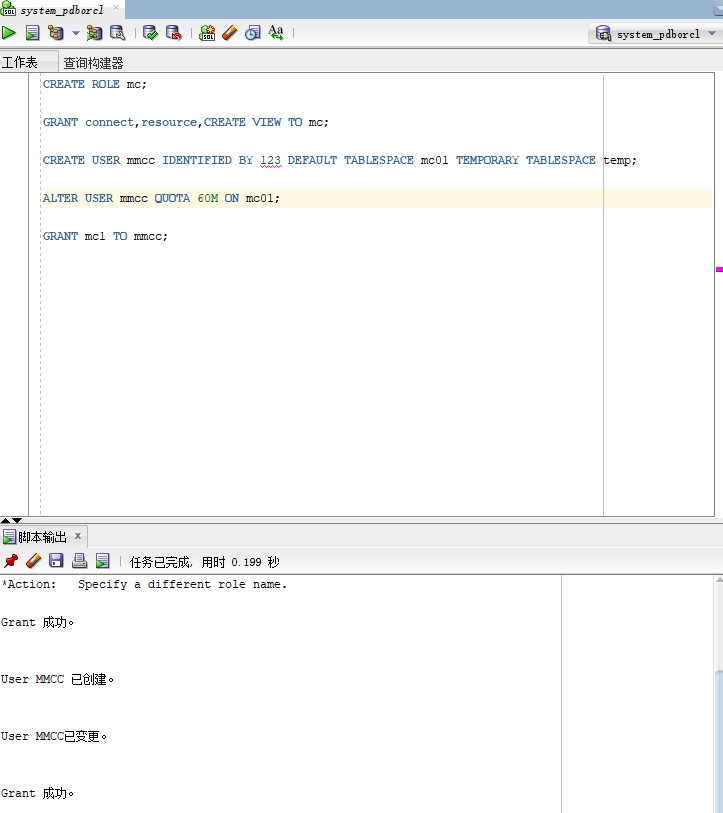 system_pdborcl
system_pdborcl
工作表 查询构建器
CREATE ROLE mc;
GRANT connect,resource,CREATE VIEW TO mc;
CREATE USER mmcc IDENTIFIED BY 123 DEFAULT TABLESPACE mc01 TEMPORARY TABLESPACE temp;
ALTER USER mmcc QUOTA 60M ON mc01;
GRANT mc1 TO mmcc;
脚本输出 x
任务已完成, 用时 0.199 秒
*Action: Specify a different role name.
Grant 成功。
User MMCC 已创建。
User MMCC已变更。
Grant 成功。